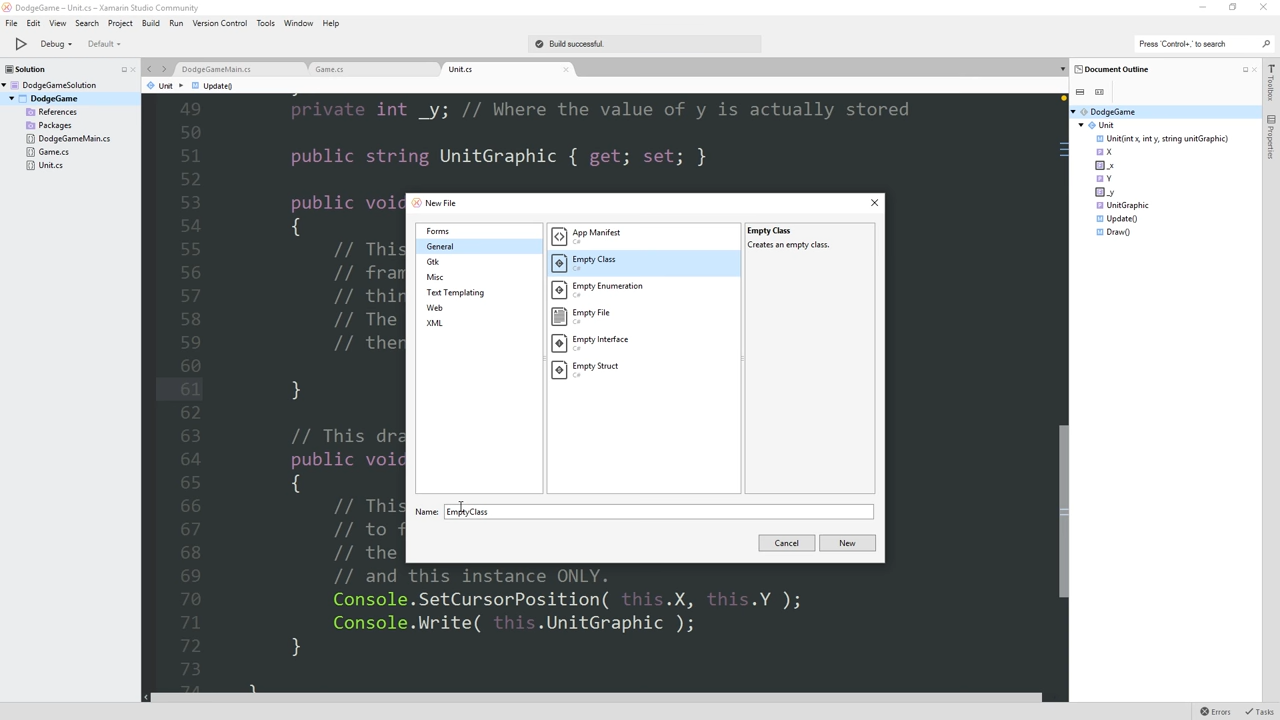 DodgeGame – Unit.cs – Xamarin Studio Community
File Edit View Search Project Build Run Version Control Tools Window Help
Debug Default Build successful. Press 'Control+,' to search
Solution
DodgeGameSolution
DodgeGame
References
Packages
DodgeGameMain.cs
Game.cs
Unit.cs
DodgeGameMain.cs Game.cs Unit.cs
Unit Update()
49 private int _y; // Where the value of y is actually stored
50
51 public string UnitGraphic { get; set; }
52
53 public void
54 {
55 // This
56 // fram
57 // thin
58 // The
59 // then
60
61 }
62
63 // This dra
64 public void
65 {
66 // This
67 // to f
68 // the
69 // and this instance ONLY.
70 Console.SetCursorPosition( this.X, this.Y );
71 Console.Write( this.UnitGraphic );
72 }
73
74 }
New File
Forms
General
Gtk
Misc
Text Templating
Web
XML
App Manifest
C#
Empty Class
C#
Empty Enumeration
C#
Empty File
C#
Empty Interface
C#
Empty Struct
C#
Empty Class
Creates an empty class.
Name: EmptyClass
Cancel New
Document Outline
DodgeGame
Unit
Unit(int x, int y, string unitGraphic)
X
_x
Y
_y
UnitGraphic
Update()
Draw()
Toolbox
Properties
Errors Tasks